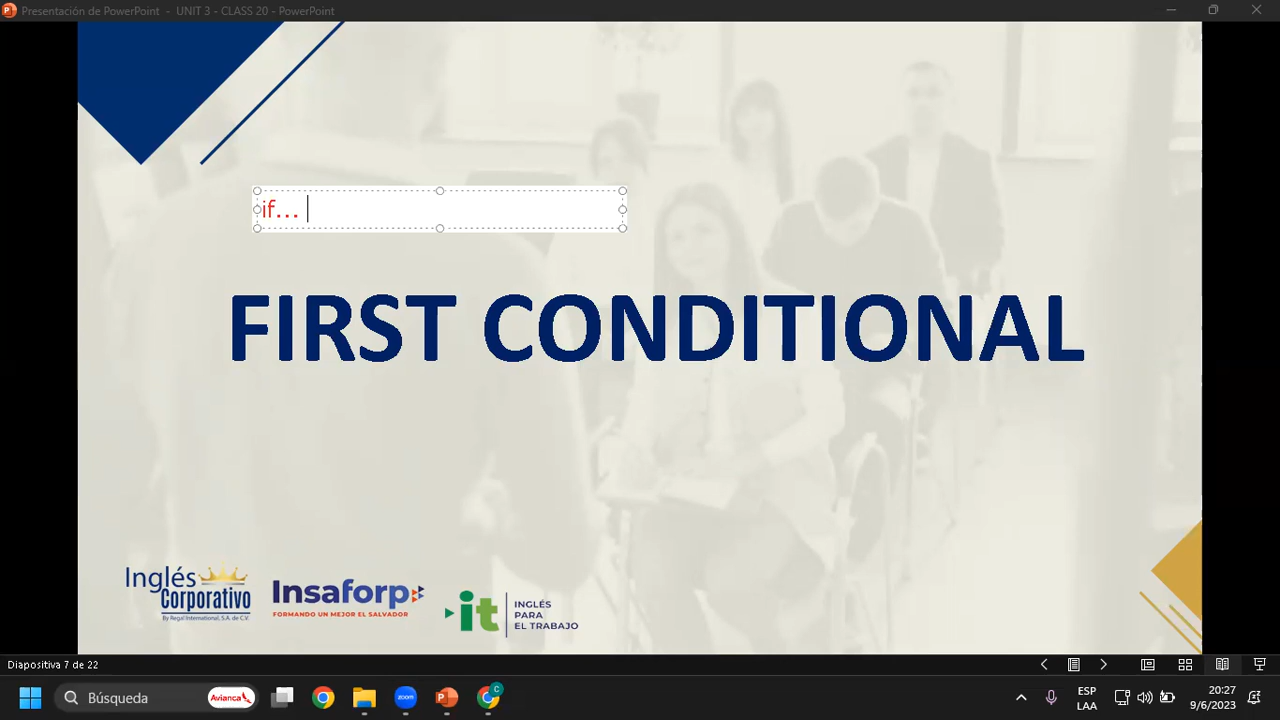 Presentación de PowerPoint - UNIT 3 - CLASS 20 - PowerPoint
if...
FIRST CONDITIONAL
Inglés
Corporativo
By Regal International, S.A. de C.V.
Insaforp
FORMANDO UN MEJOR EL SALVADOR
it
INGLÉS
PARA
EL TRABAJO
Diapositiva 7 de 22
Búsqueda
Avianca
zoom
C
ESP
LAA
20:27
9/6/2023